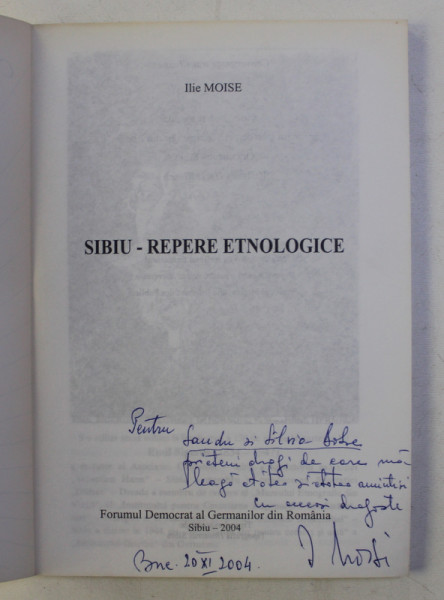 Ilie MOISE
SIBIU - REPERE ETNOLOGICE
Pentru
Sandu și Silvia
prieteni dragi de care mă
leagă atâtea și atâtea amintiri
cu dragoste
Forumul Democrat al Germanilor din România
Sibiu – 2004
Buc. 20 XI 2004.